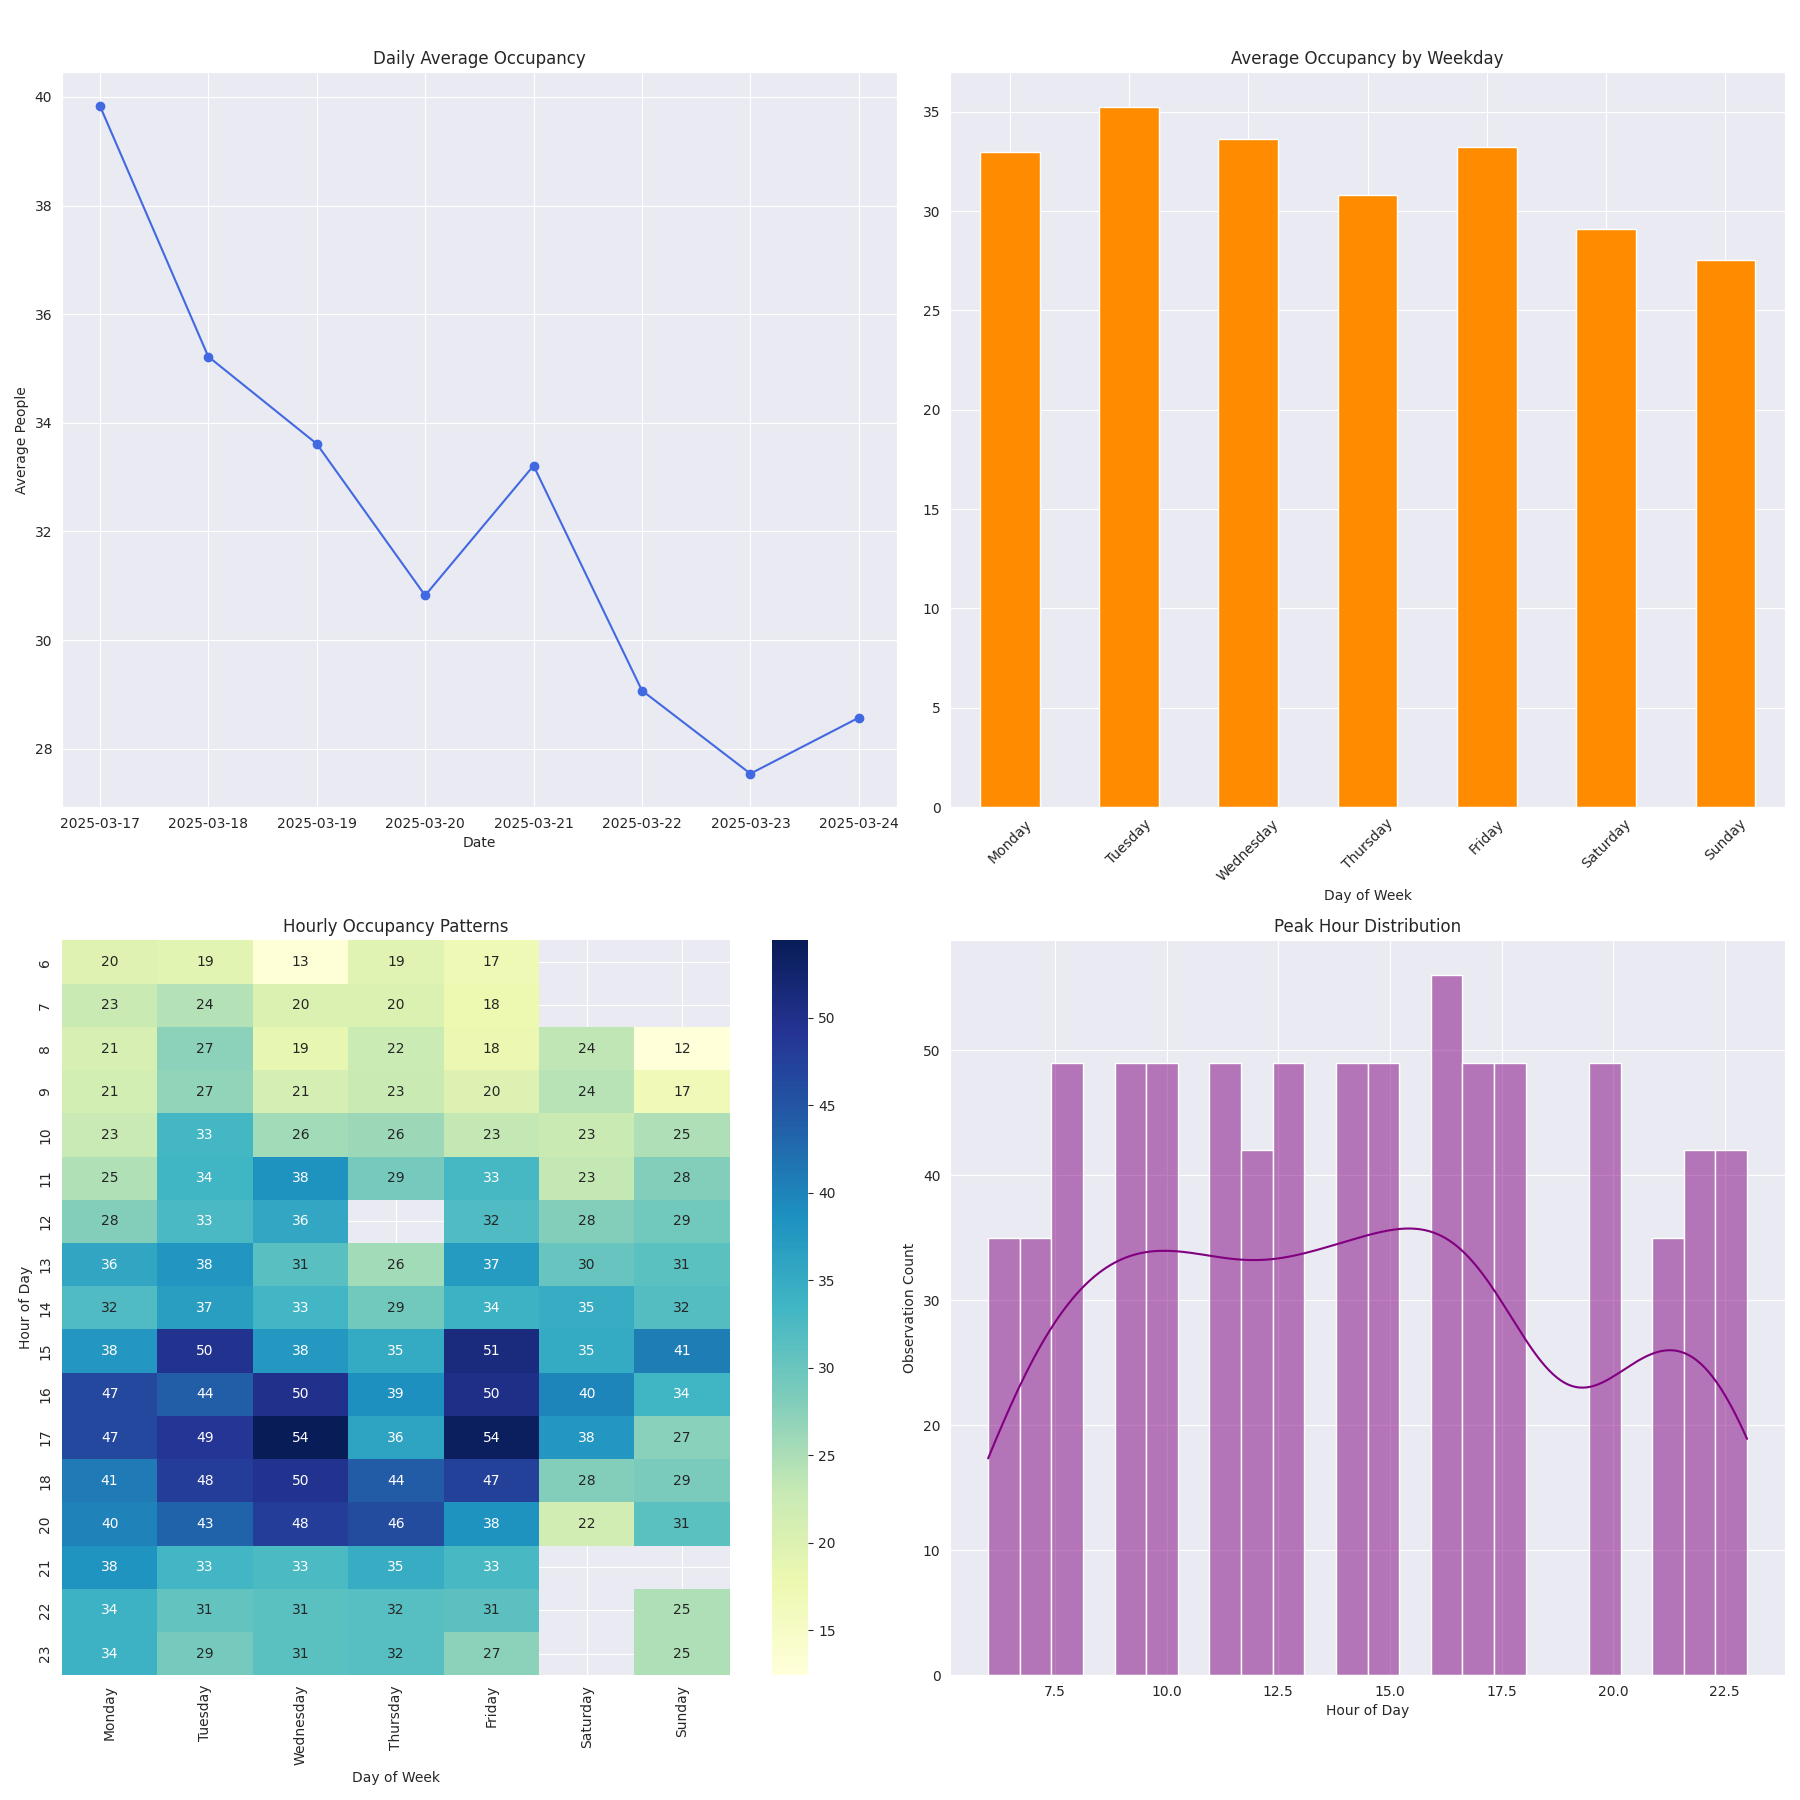 Daily Average Occupancy
40
38
36
34
32
30
28
Average People
2025-03-17 2025-03-18 2025-03-19 2025-03-20 2025-03-21 2025-03-22 2025-03-23 2025-03-24
Date
Average Occupancy by Weekday
35
30
25
20
15
10
5
0
Monday Tuesday Wednesday Thursday Friday Saturday Sunday
Day of Week
Hourly Occupancy Patterns
Hour of Day
6 20 19 13 19 17
7 23 24 20 20 18
8 21 27 19 22 18 24 12
9 21 27 21 23 20 24 17
10 23 33 26 26 23 23 25
11 25 34 38 29 33 23 28
12 28 33 36 32 28 29
13 36 38 31 26 37 30 31
14 32 37 33 29 34 35 32
15 38 50 38 35 51 35 41
16 47 44 50 39 50 40 34
17 47 49 54 36 54 38 27
18 41 48 50 44 47 28 29
20 40 43 48 46 38 22 31
21 38 33 33 35 33
22 34 31 31 32 31 25
23 34 29 31 32 27 25
Monday Tuesday Wednesday Thursday Friday Saturday Sunday
Day of Week
50
45
40
35
30
25
20
15
Peak Hour Distribution
Observation Count
50
40
30
20
10
0
7.5 10.0 12.5 15.0 17.5 20.0 22.5
Hour of Day